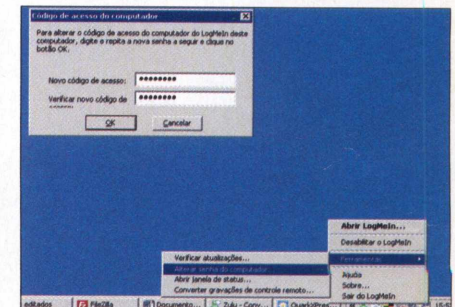 Código de acesso do computador
Para alterar o código de acesso do computador do LogMeIn deste
computador, digite e repita a nova senha a seguir e clique no
botão OK.
Novo código de acesso:
Verificar novo código de
OK
Cancelar
Abrir LogMeIn...
Desabilitar o LogMeIn
Ferramentas
Ajuda
Sobre...
Sair do LogMeIn
Verificar atualizações...
Alterar senha do computador
Abrir janela de status...
Converter gravações de controle remoto...
editados
FileZilla
Documento...
Zulu - Conv...
QuarkXPres